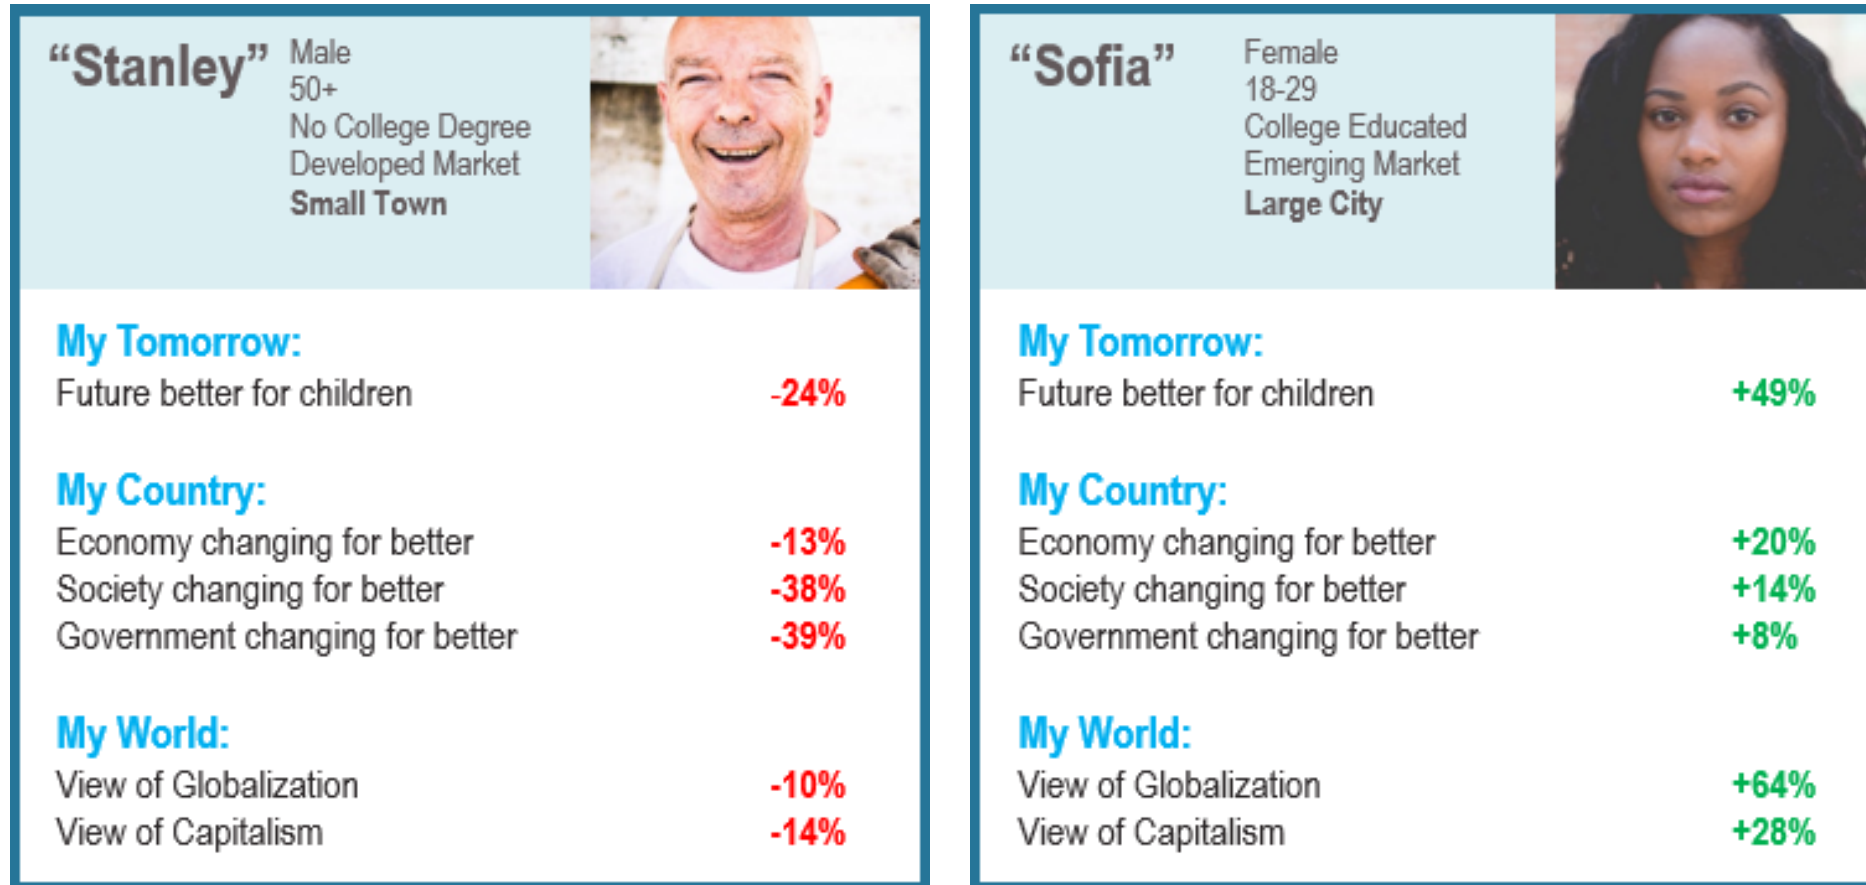 “Stanley”
Male
50+
No College Degree
Developed Market
Small Town
My Tomorrow:
Future better for children -24%
My Country:
Economy changing for better -13%
Society changing for better -38%
Government changing for better -39%
My World:
View of Globalization -10%
View of Capitalism -14%
“Sofia”
Female
18-29
College Educated
Emerging Market
Large City
My Tomorrow:
Future better for children +49%
My Country:
Economy changing for better +20%
Society changing for better +14%
Government changing for better +8%
My World:
View of Globalization +64%
View of Capitalism +28%